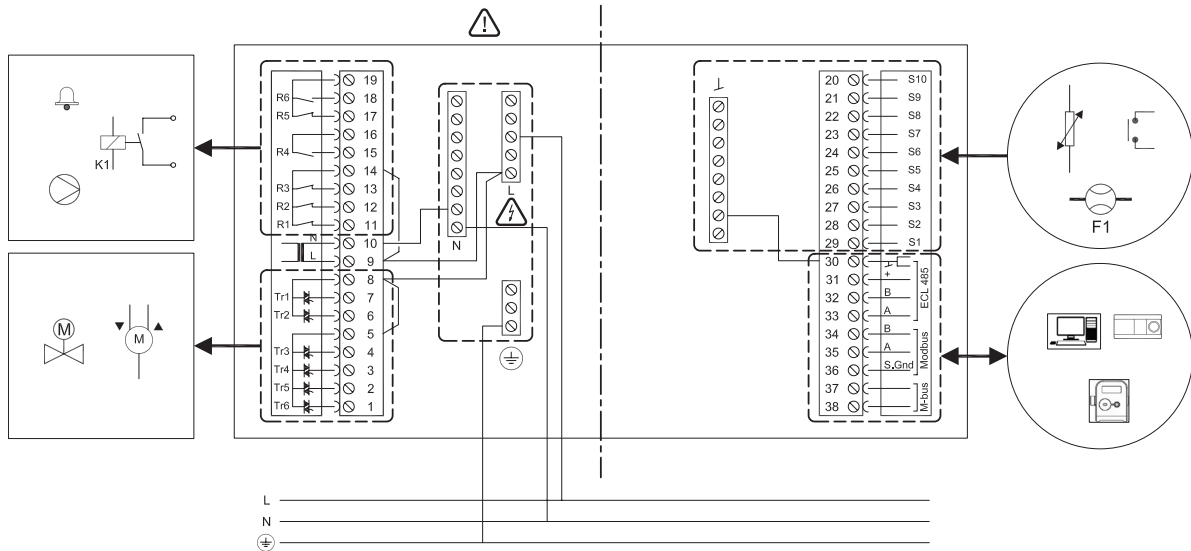 19
R6 18
R5 17
16
R4 15
14
R3 13
R2 12
R1 11
N 10
L 9
8
Tr1 7
Tr2 6
5
Tr3 4
Tr4 3
Tr5 2
Tr6 1
K1
M
M
N
L
20 S10
21 S9
22 S8
23 S7
24 S6
25 S5
26 S4
27 S3
28 S2
29 S1
30
31 +
32 B
33 A
ECL 485
34 B
35 A
36 S.Gnd
Modbus
37
38
M-bus
F1
L
N